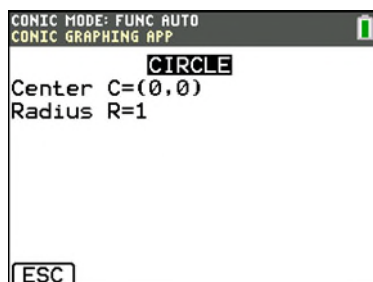 CONIC MODE: FUNC AUTO
CONIC GRAPHING APP
CIRCLE
Center C=(0,0)
Radius R=1
ESC